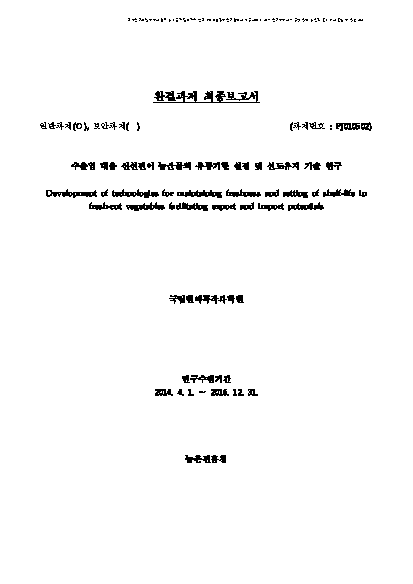 완결과제 최종보고서
일반과제(O), 보안과제( )
(과제번호 : PJ010502)
수출입 대응 신선편이 농산물의 유통기한 설정 및 선도유지 기술 연구
Development of technologies for maintaining freshness and setting of shelf-life in
fresh-cut vegetables facilitating export and import potentials
국립원예특작과학원
연구수행기간
2014. 4. 1. ~ 2016. 12. 31.
농촌진흥청